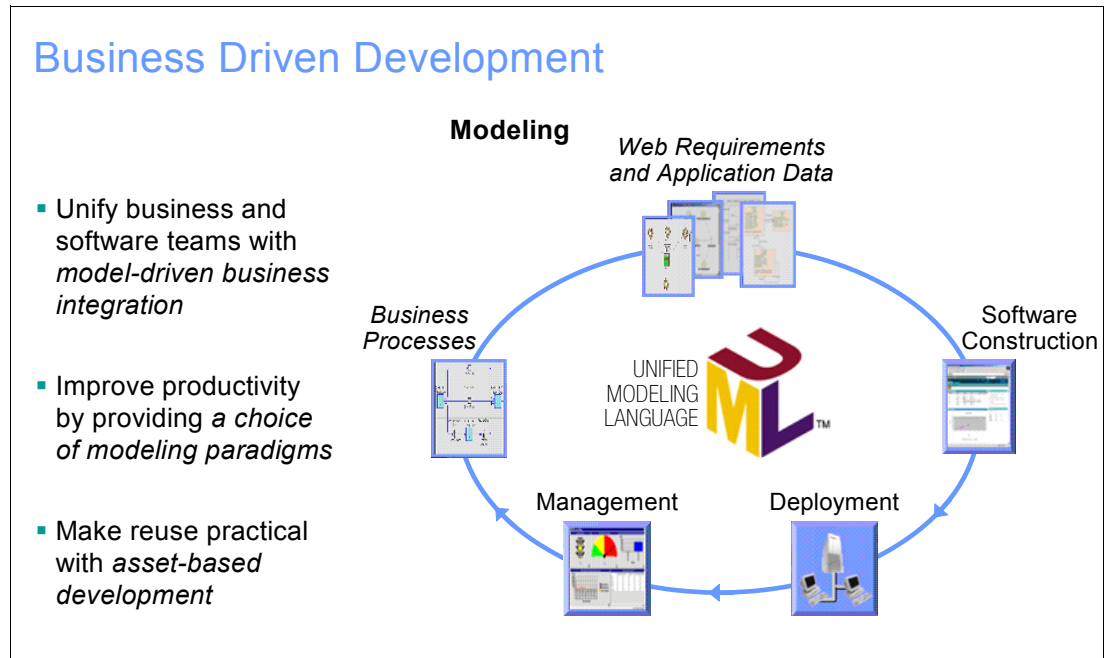 Business Driven Development
Modeling
Web Requirements
and Application Data
▪ Unify business and
software teams with
model-driven business
integration
Business
Processes
Software
Construction
UNIFIED
MODELING
LANGUAGE
UML™
▪ Improve productivity
by providing a choice
of modeling paradigms
Management
Deployment
▪ Make reuse practical
with asset-based
development